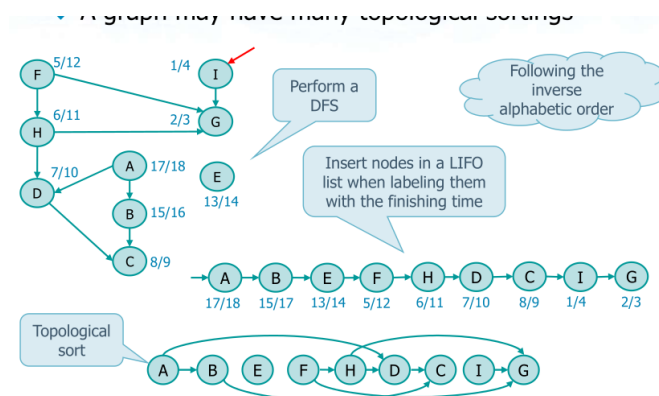 A graph may have many topological sortings
5/12
1/4
F
I
6/11
2/3
G
H
7/10
A
17/18
E
D
13/14
B
15/16
C
8/9
Perform a
DFS
Following the
inverse
alphabetic order
Insert nodes in a LIFO
list when labeling them
with the finishing time
A B E F H D C I G
17/18 15/17 13/14 5/12 6/11 7/10 8/9 1/4 2/3
Topological
sort
A B E F H D C I G